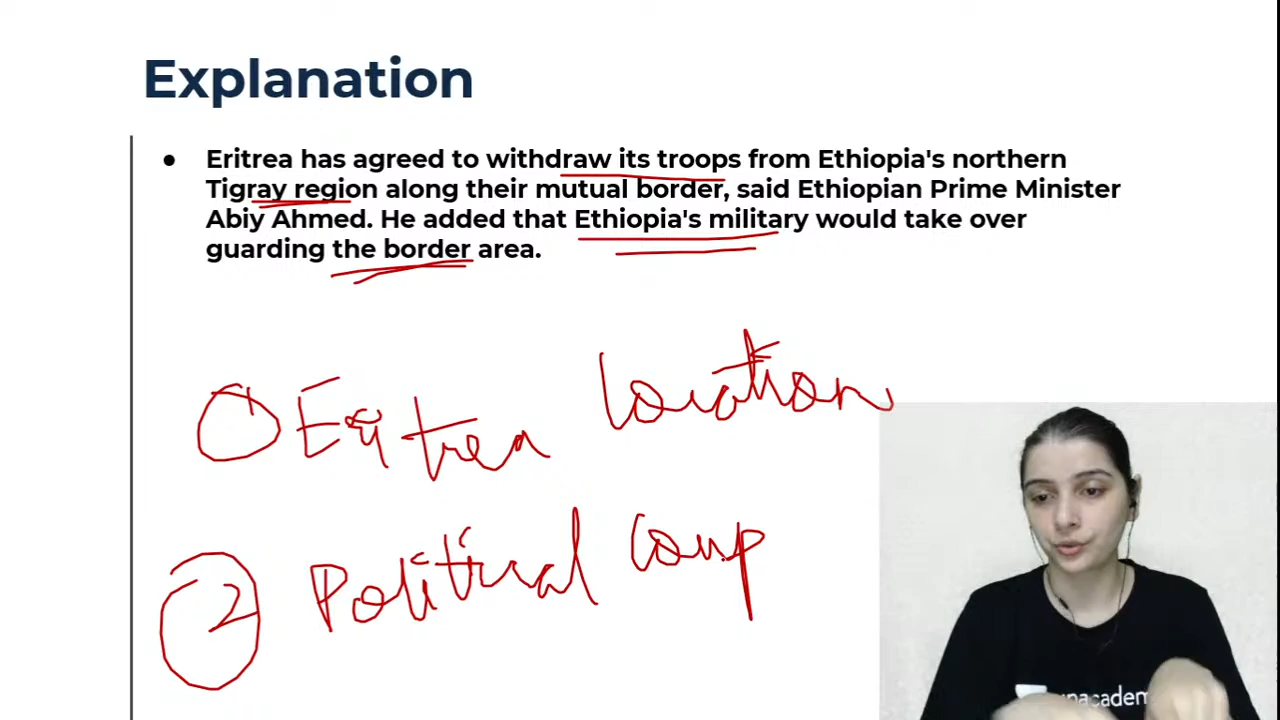 Explanation
● Eritrea has agreed to withdraw its troops from Ethiopia's northern
Tigray region along their mutual border, said Ethiopian Prime Minister
Abiy Ahmed. He added that Ethiopia's military would take over
guarding the border area.
1 Eritrea location
2 Political coup
unacadem